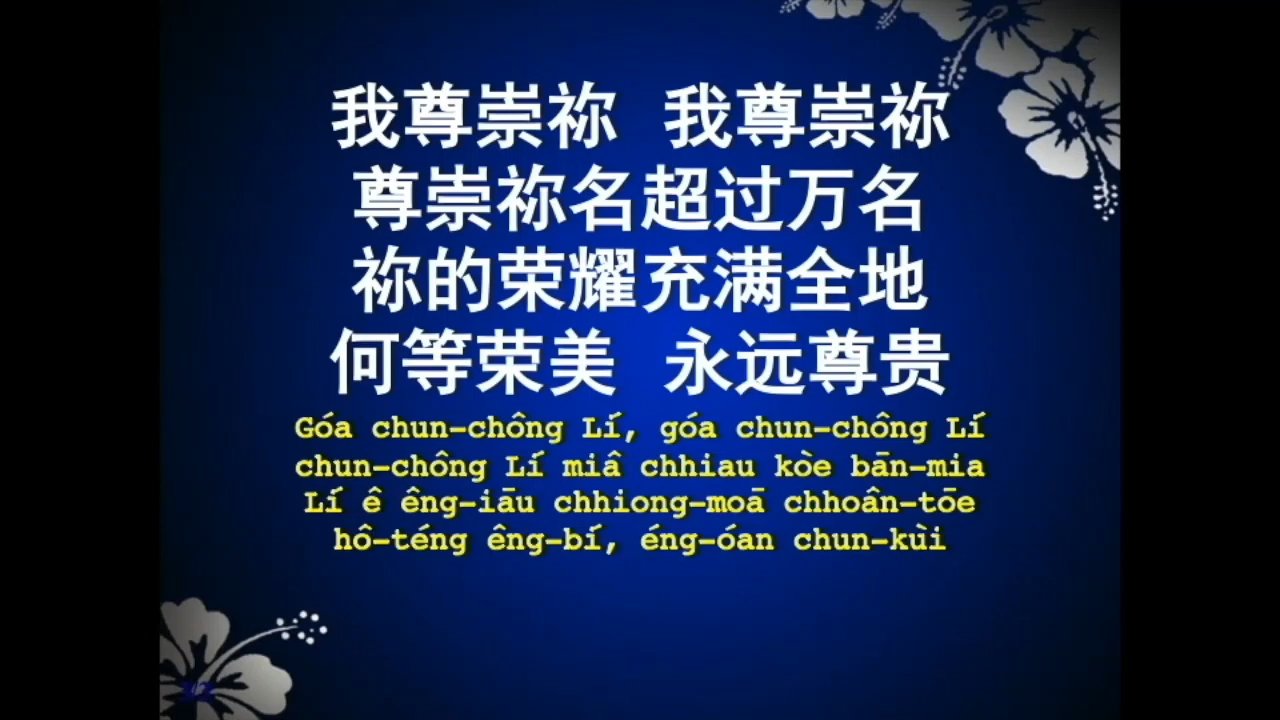 我尊崇祢 我尊崇祢
尊崇祢名超过万名
祢的荣耀充满全地
何等荣美 永远尊贵
Góa chun-chông Lí, góa chun-chông Lí
chun-chông Lí miâ chhiau kòe bān-mia
Lí ê êng-iāu chhiong-moā chhoân-tōe
hô-téng êng-bí, éng-óan chun-kùi